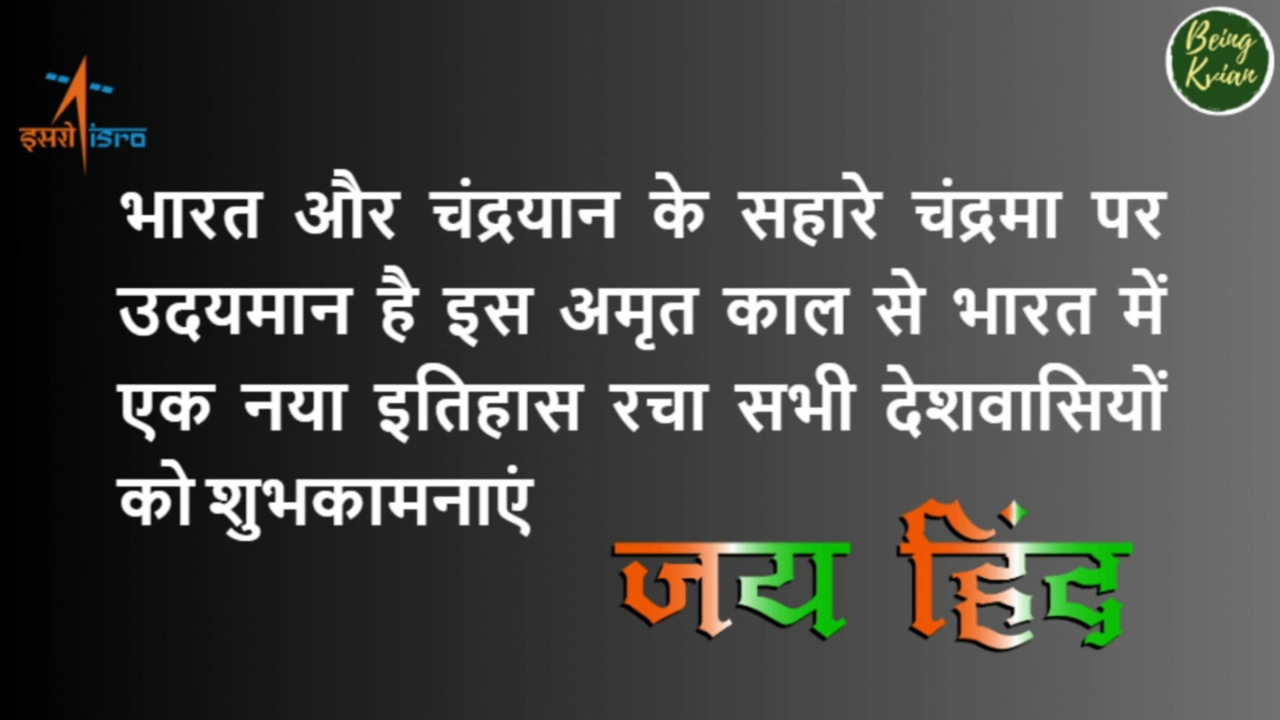 Being
Kvian
इसरो isro
भारत और चंद्रयान के सहारे चंद्रमा पर
उदयमान है इस अमृत काल से भारत में
एक नया इतिहास रचा सभी देशवासियों
को शुभकामनाएं
जय हिंद